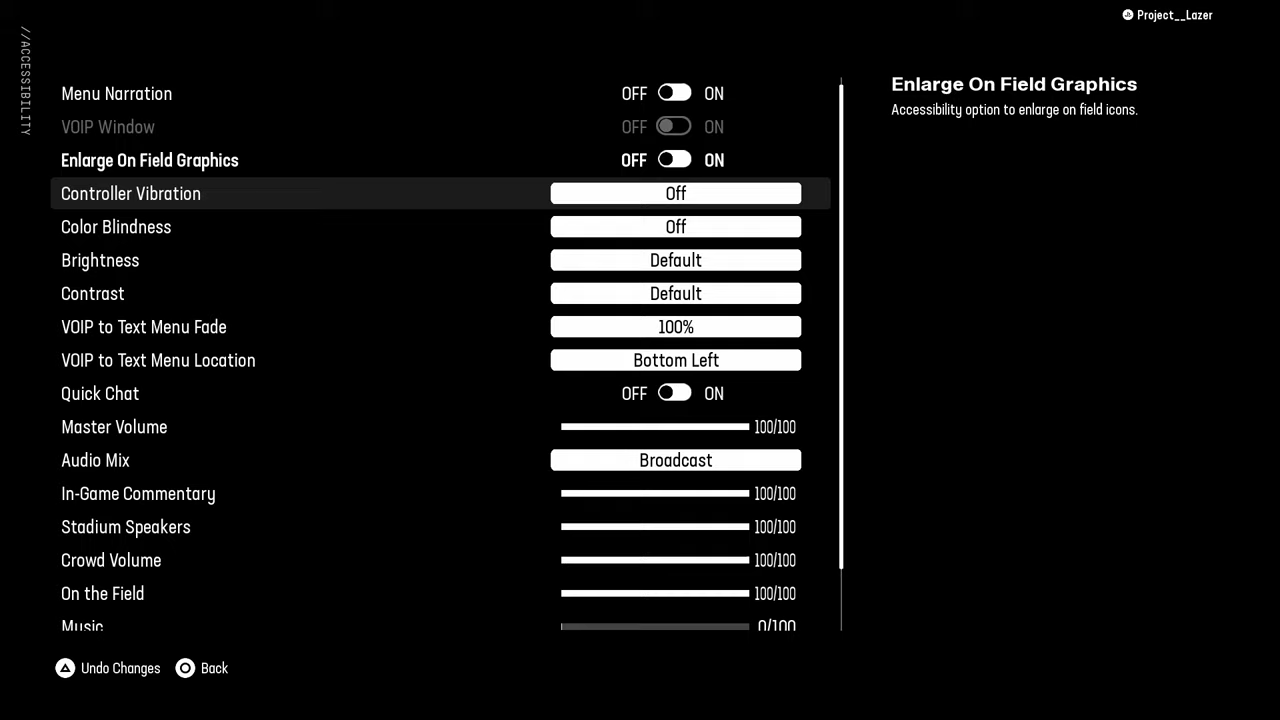 Project__Lazer
//ACCESSIBILITY
Menu Narration OFF ON
VOIP Window OFF ON
Enlarge On Field Graphics OFF ON
Controller Vibration Off
Color Blindness Off
Brightness Default
Contrast Default
VOIP to Text Menu Fade 100%
VOIP to Text Menu Location Bottom Left
Quick Chat OFF ON
Master Volume 100/100
Audio Mix Broadcast
In-Game Commentary 100/100
Stadium Speakers 100/100
Crowd Volume 100/100
On the Field 100/100
Music 0/100
Enlarge On Field Graphics
Accessibility option to enlarge on field icons.
Undo Changes Back